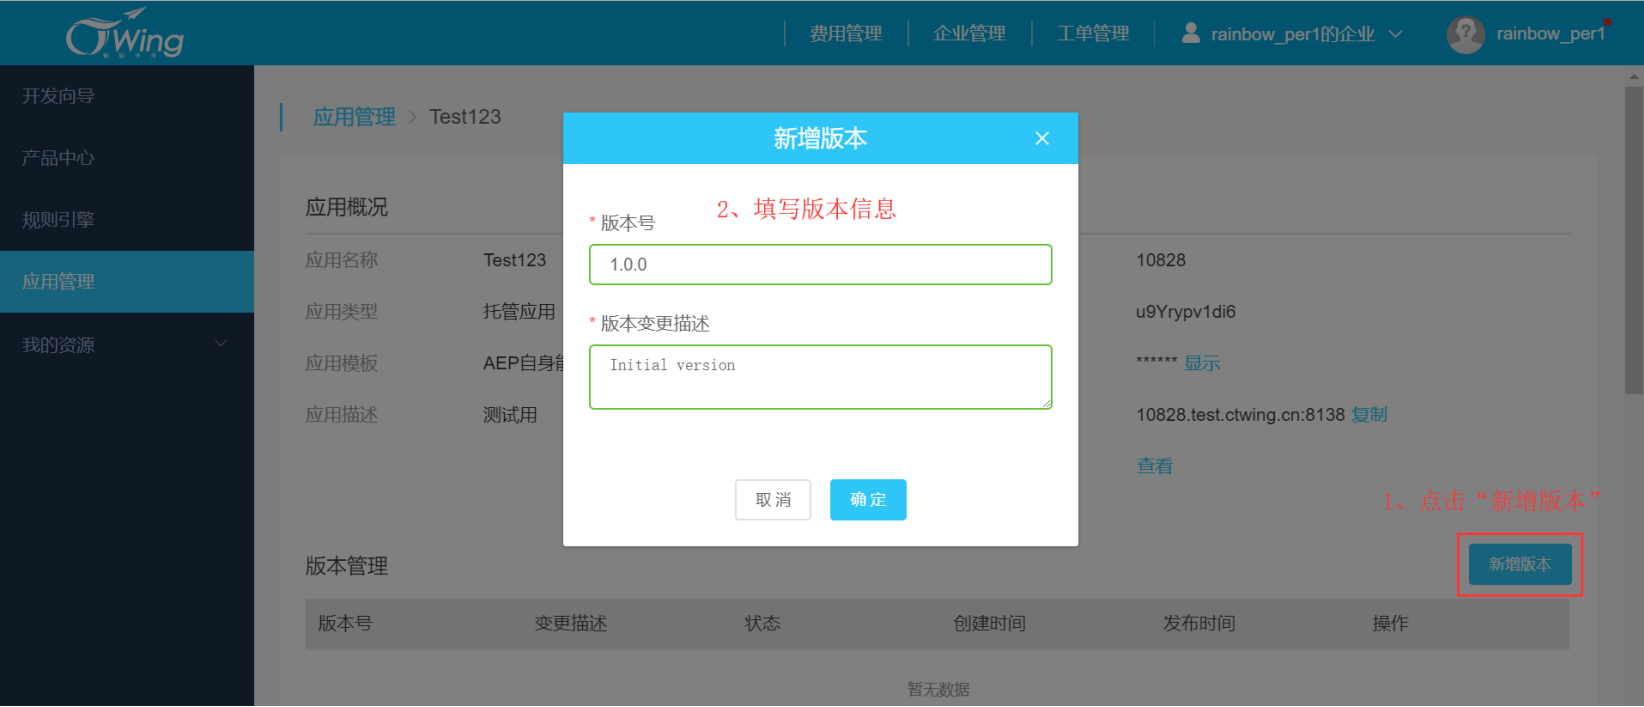 CTWing
费用管理
企业管理
工单管理
rainbow_per1的企业
rainbow_per1
开发向导
产品中心
规则引擎
应用管理
我的资源
应用管理 > Test123
应用概况
应用名称 Test123 10828
应用类型 托管应用 u9Yrypv1di6
应用模板 AEP自身能 ****** 显示
应用描述 测试用 10828.test.ctwing.cn:8138 复制
查看
新增版本
2、填写版本信息
* 版本号
1.0.0
* 版本变更描述
Initial version
取消 确定
1、点击“新增版本”
版本管理
新增版本
版本号 变更描述 状态 创建时间 发布时间 操作
暂无数据